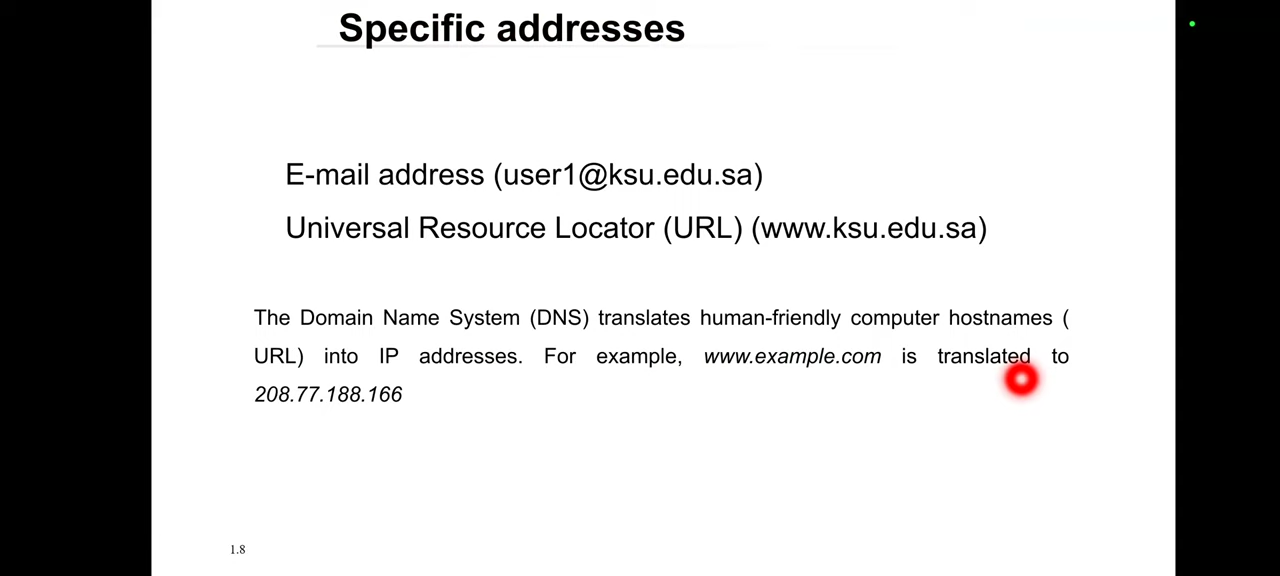 Specific addresses
E-mail address (user1@ksu.edu.sa)
Universal Resource Locator (URL) (www.ksu.edu.sa)
The Domain Name System (DNS) translates human-friendly computer hostnames (
URL) into IP addresses. For example, www.example.com is translated to
208.77.188.166
1.8